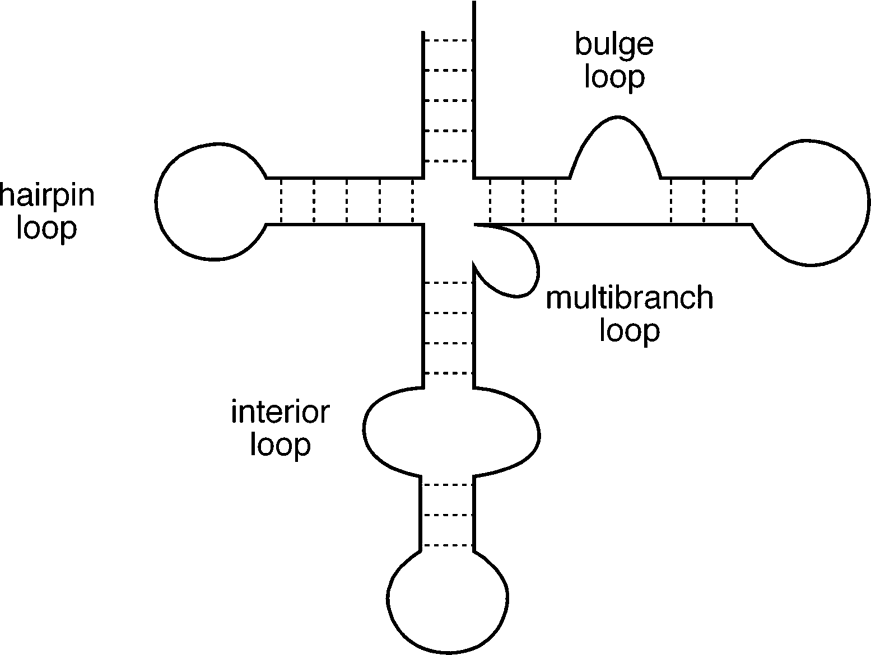 bulge
loop
hairpin
loop
multibranch
loop
interior
loop